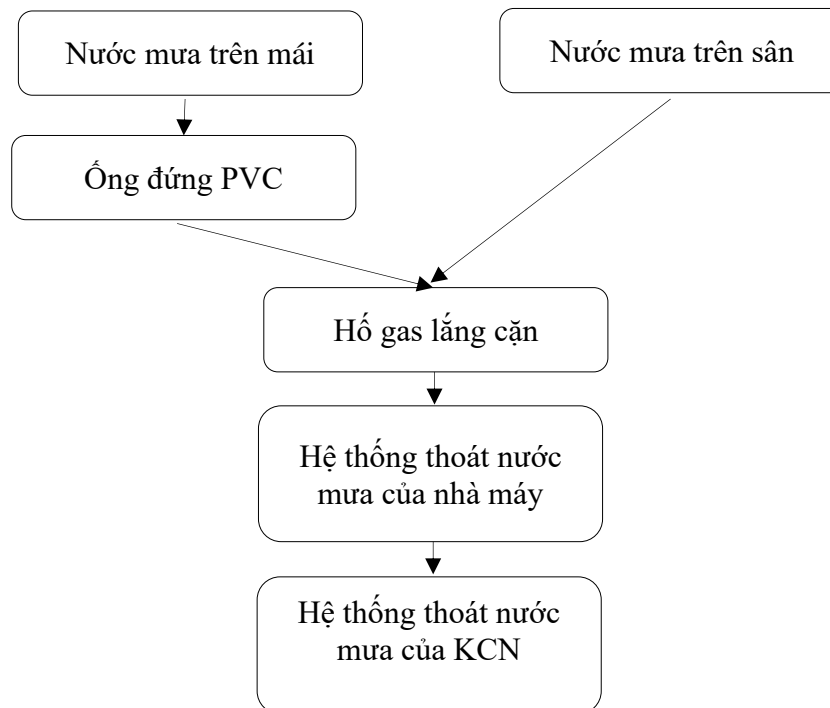 Nước mưa trên mái
Nước mưa trên sân
Ống đứng PVC
Hố gas lắng cặn
Hệ thống thoát nước
mưa của nhà máy
Hệ thống thoát nước
mưa của KCN